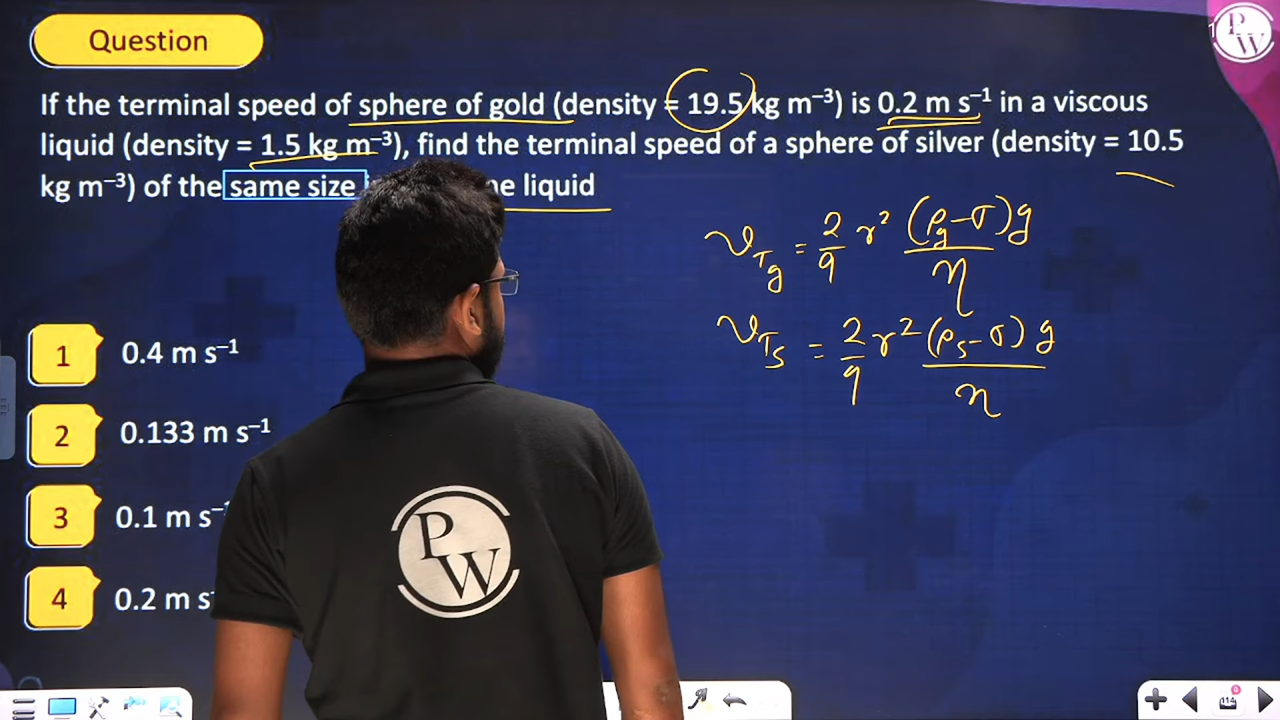 Question
If the terminal speed of sphere of gold (density = 19.5 kg m⁻³) is 0.2 m s⁻¹ in a viscous
liquid (density = 1.5 kg m⁻³), find the terminal speed of a sphere of silver (density = 10.5
kg m⁻³) of the same size liquid
v_Tg = 2/9 r² (ρg–σ)g/η
v_Ts = 2/9 r² (ρs–σ)g/η
1 0.4 m s⁻¹
2 0.133 m s⁻¹
3 0.1 m s⁻¹
4 0.2 m s⁻
PW
PW
114